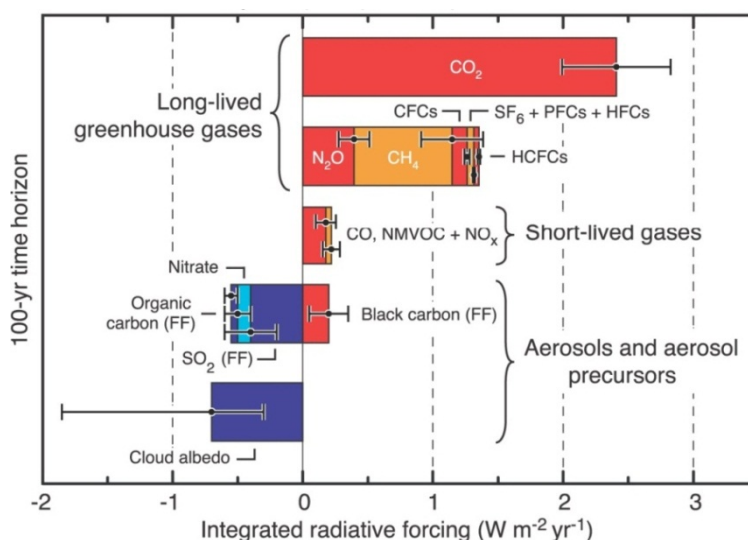 CO2
Long-lived
greenhouse gases
CFCs
SF6 + PFCs + HFCs
N2O
CH4
HCFCs
CO, NMVOC + NOx
Short-lived gases
Nitrate
Organic
carbon (FF)
Black carbon (FF)
SO2 (FF)
Aerosols and aerosol
precursors
Cloud albedo
100-yr time horizon
-2 -1 0 1 2 3
Integrated radiative forcing (W m-2 yr-1)